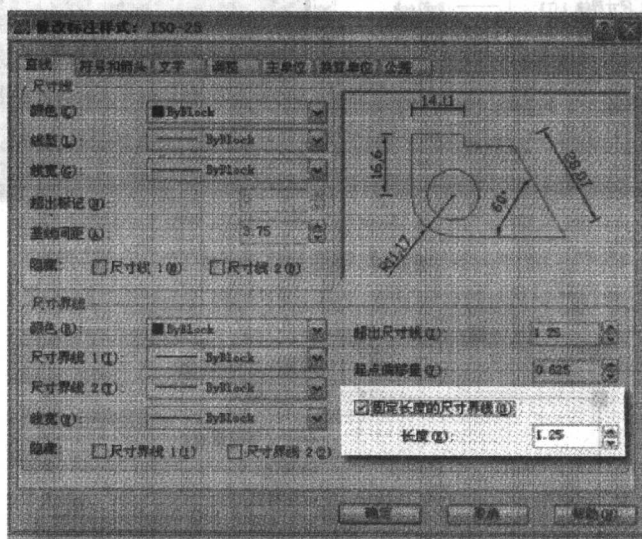 修改标注样式: ISO-25
直线 符号和箭头 文字 调整 主单位 换算单位 公差
尺寸线
颜色(C): ByBlock
线型(L): ByBlock
线宽(G): ByBlock
超出标记(N):
基线间距(A): 3.75
隐藏: 尺寸线 1(M) 尺寸线 2(D)
14,11
16,6
28,07
60°
R11,17
尺寸界线
颜色(R): ByBlock
尺寸界线 1(I) ByBlock
尺寸界线 2(T) ByBlock
线宽(W): ByBlock
隐藏: 尺寸界线 1(1) 尺寸界线 2(2)
超出尺寸线(X): 1.25
起点偏移量(F): 0.625
固定长度的尺寸界线(O)
长度(E): 1.25
确定 取消 帮助(H)